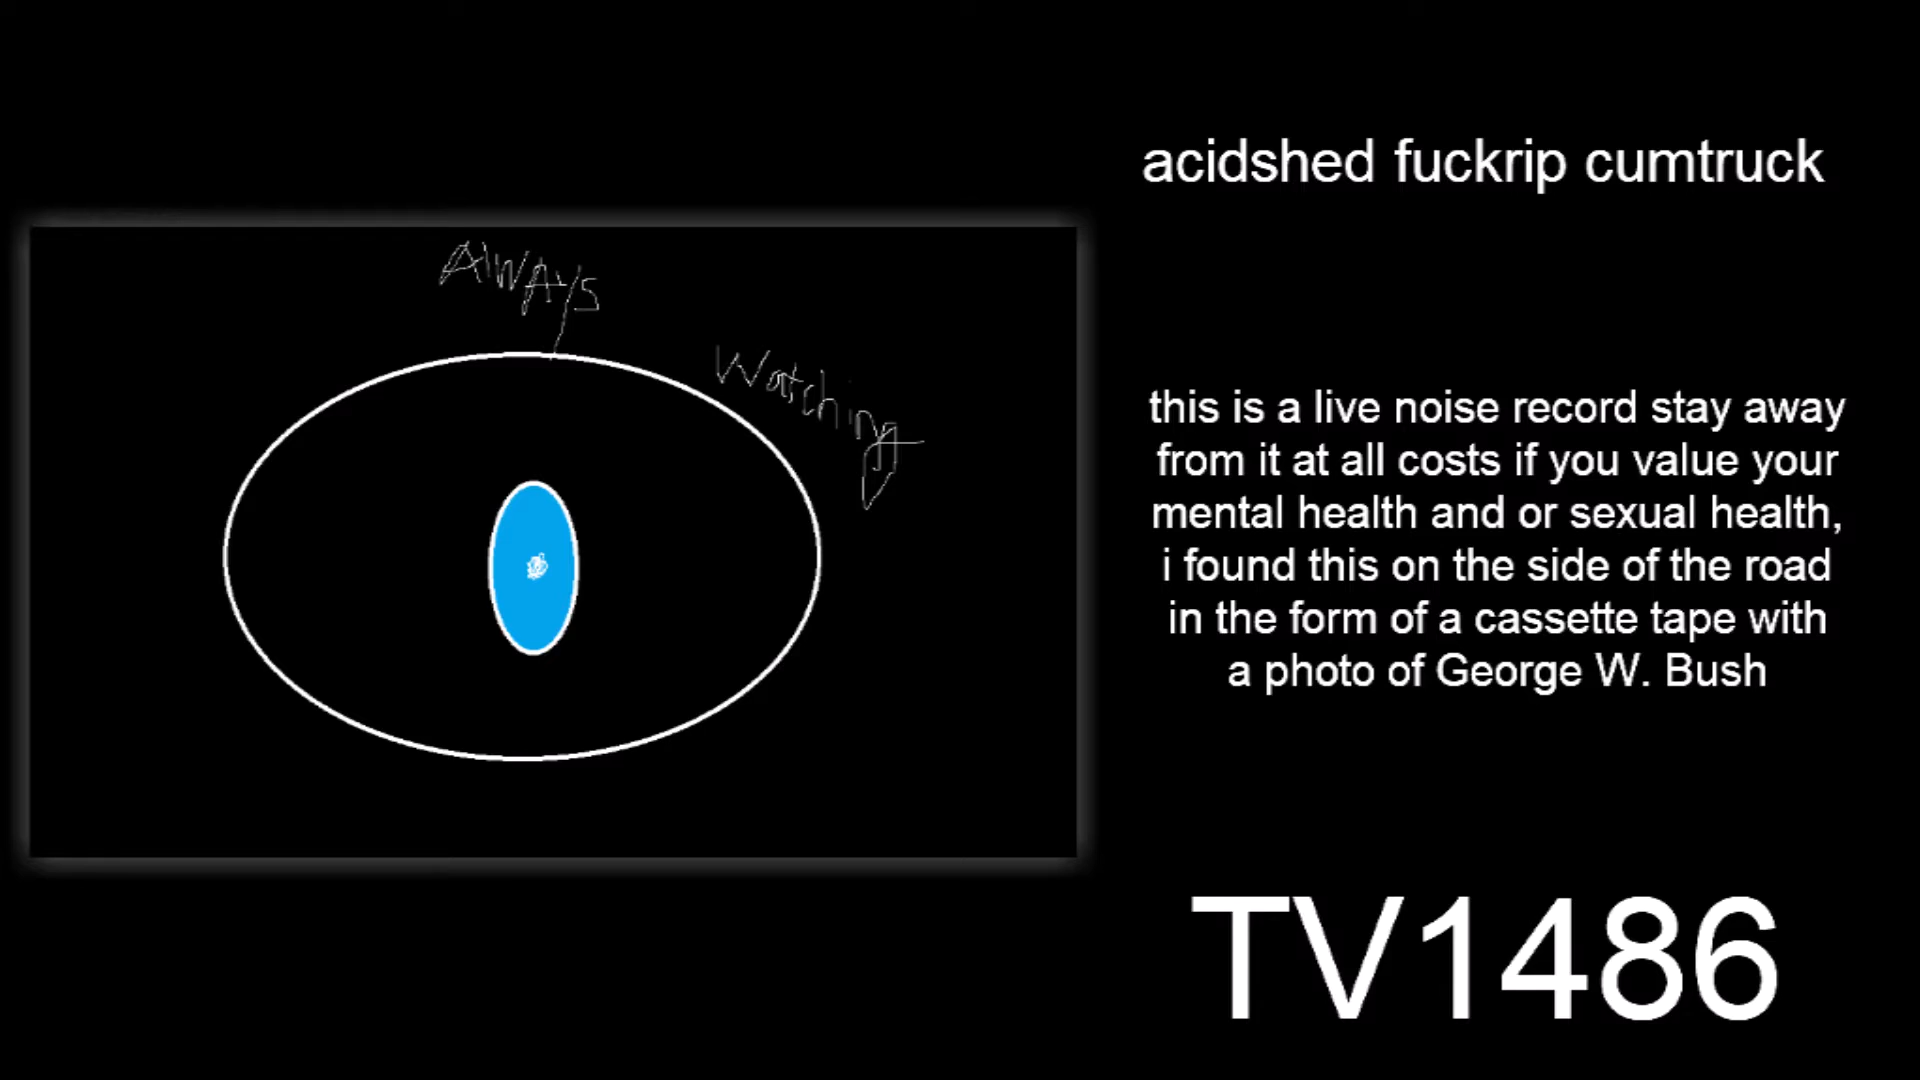 acidshed fuckrip cumtruck
Always
Watching
this is a live noise record stay away
from it at all costs if you value your
mental health and or sexual health,
i found this on the side of the road
in the form of a cassette tape with
a photo of George W. Bush
TV1486